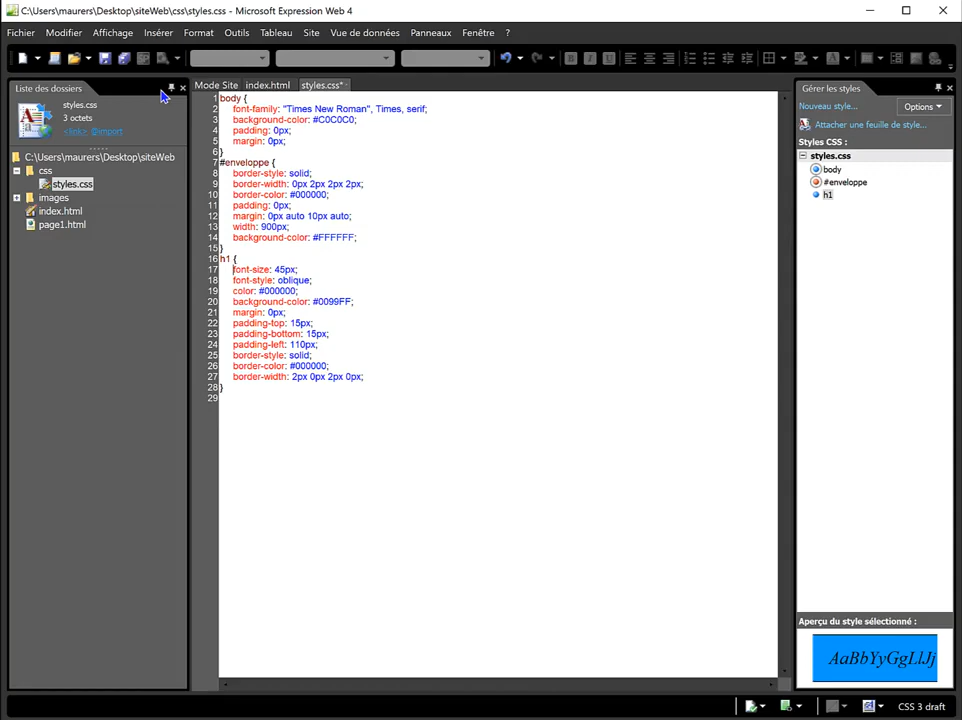 C:\Users\maurers\Desktop\siteWeb\css\styles.css - Microsoft Expression Web 4
Fichier Modifier Affichage Insérer Format Outils Tableau Site Vue de données Panneaux Fenêtre ?
Liste des dossiers
styles.css
3 octets
<link> @import
C:\Users\maurers\Desktop\siteWeb
css
styles.css
images
index.html
page1.html
Mode Site index.html styles.css*
1 body {
2 font-family: "Times New Roman", Times, serif;
3 background-color: #C0C0C0;
4 padding: 0px;
5 margin: 0px;
6 }
7 #enveloppe {
8 border-style: solid;
9 border-width: 0px 2px 2px 2px;
10 border-color: #000000;
11 padding: 0px;
12 margin: 0px auto 10px auto;
13 width: 900px;
14 background-color: #FFFFFF;
15 }
16 h1 {
17 font-size: 45px;
18 font-style: oblique;
19 color: #000000;
20 background-color: #0099FF;
21 margin: 0px;
22 padding-top: 15px;
23 padding-bottom: 15px;
24 padding-left: 110px;
25 border-style: solid;
26 border-color: #000000;
27 border-width: 2px 0px 2px 0px;
28 }
29
Gérer les styles
Nouveau style... Options
Attacher une feuille de style...
Styles CSS :
styles.css
body
#enveloppe
h1
Aperçu du style sélectionné :
AaBbYyGgLlJj
CSS 3 draft